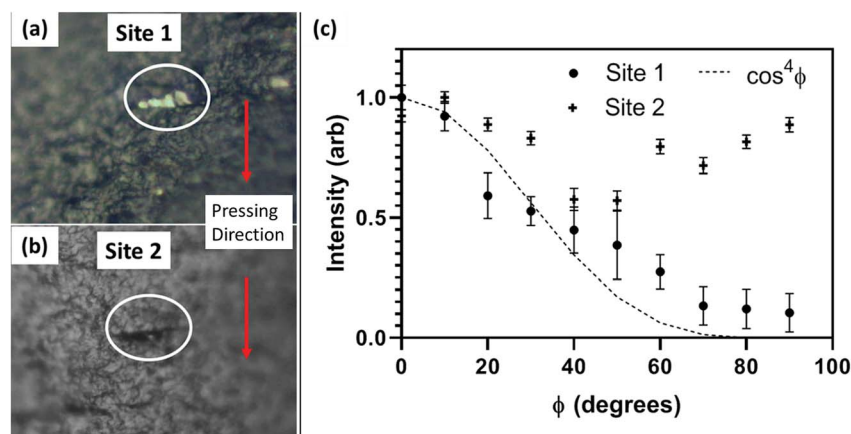 (a)
Site 1
Pressing
Direction
(b)
Site 2
(c)
Site 1
cos⁴ϕ
Site 2
Intensity (arb)
1.0
0.5
0.0
0
20
40
60
80
100
ϕ (degrees)